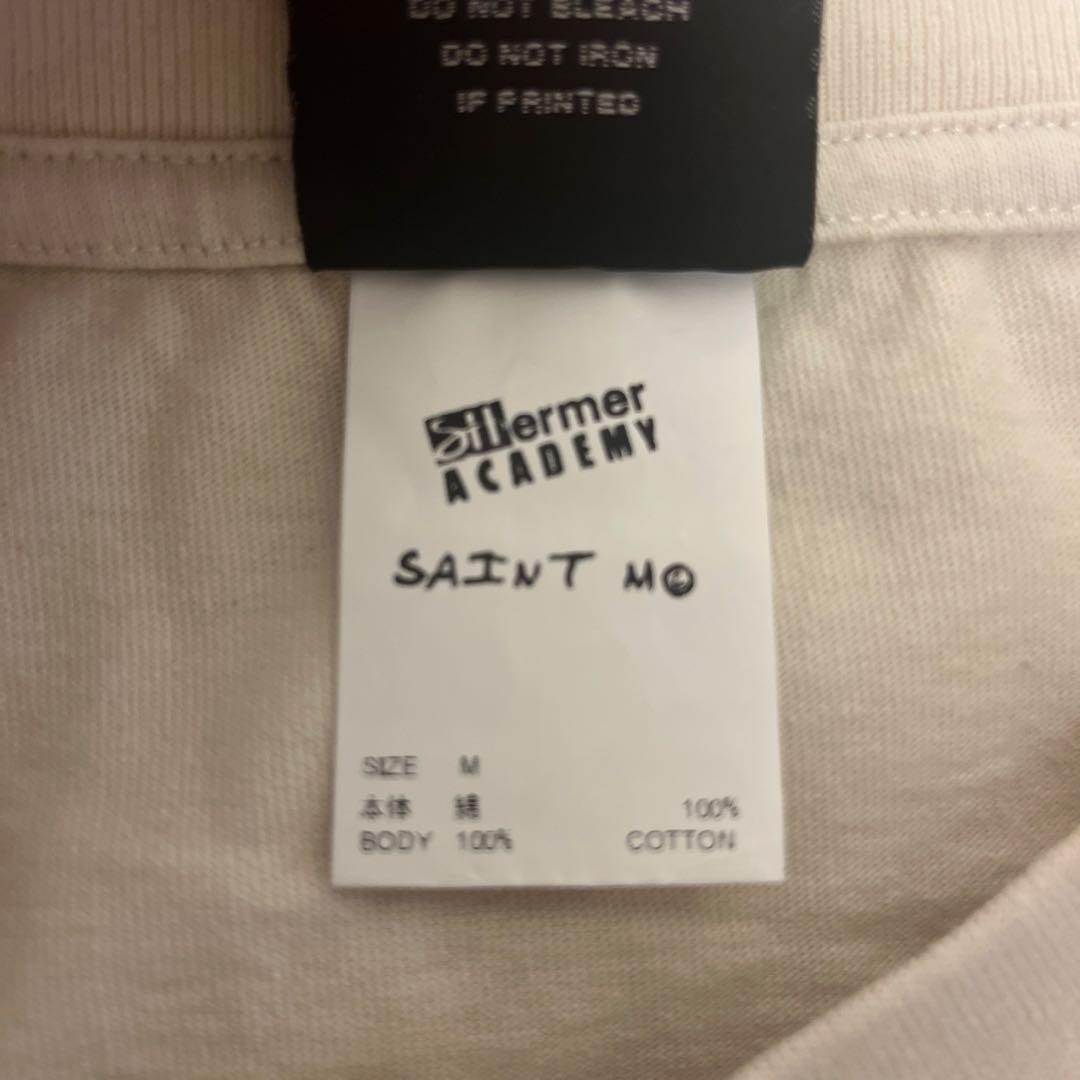 DO NOT BLEACH
DO NOT IRON
IF PRINTED
Sillermer
ACADEMY
SAINT M©
SIZE M
本体 綿 100%
BODY 100% COTTON